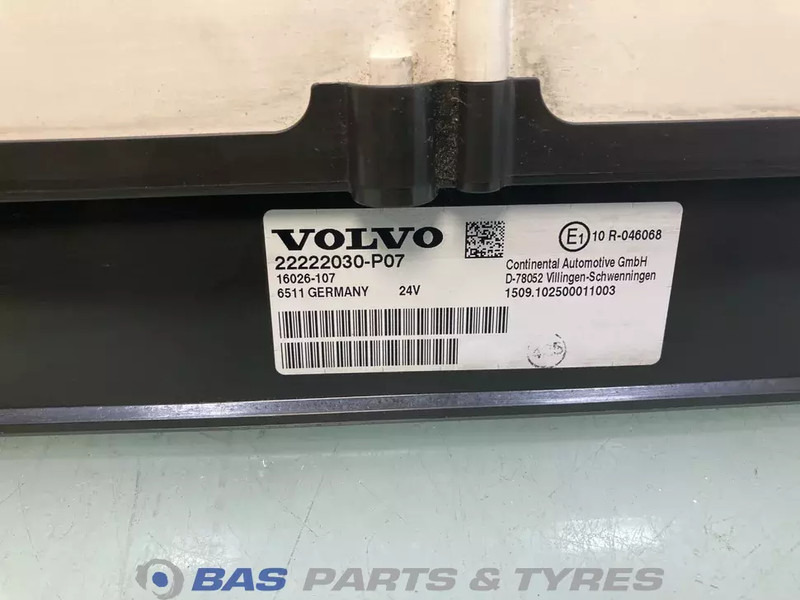 VOLVO
22222030-P07
16026-107
6511 GERMANY 24V
E1 10 R-046068
Continental Automotive GmbH
D-78052 Villingen-Schwenningen
1509.102500011003
BAS PARTS & TYRES